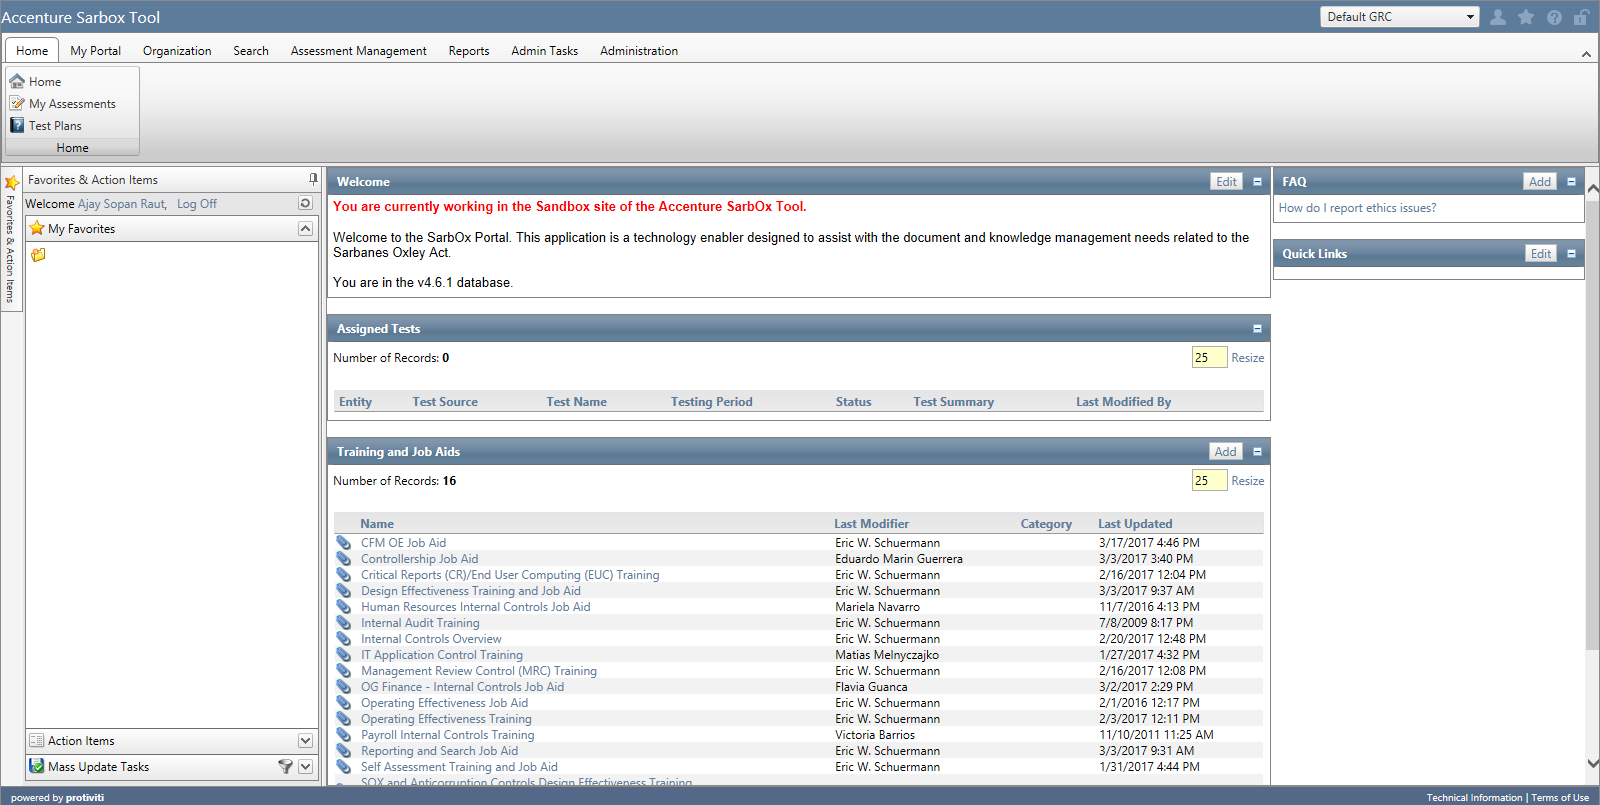 Accenture Sarbox Tool
Default GRC
Home My Portal Organization Search Assessment Management Reports Admin Tasks Administration
Home
My Assessments
Test Plans
Home
Favorites & Action Items
Favorites & Action Items
Welcome Ajay Sopan Raut, Log Off
My Favorites
Action Items
Mass Update Tasks
Welcome Edit
You are currently working in the Sandbox site of the Accenture SarbOx Tool.
Welcome to the SarbOx Portal. This application is a technology enabler designed to assist with the document and knowledge management needs related to the
Sarbanes Oxley Act.
You are in the v4.6.1 database.
Assigned Tests
Number of Records: 0 25 Resize
Entity Test Source Test Name Testing Period Status Test Summary Last Modified By
Training and Job Aids Add
Number of Records: 16 25 Resize
Name Last Modifier Category Last Updated
CFM OE Job Aid Eric W. Schuermann 3/17/2017 4:46 PM
Controllership Job Aid Eduardo Marin Guerrera 3/3/2017 3:40 PM
Critical Reports (CR)/End User Computing (EUC) Training Eric W. Schuermann 2/16/2017 12:04 PM
Design Effectiveness Training and Job Aid Eric W. Schuermann 3/3/2017 9:37 AM
Human Resources Internal Controls Job Aid Mariela Navarro 11/7/2016 4:13 PM
Internal Audit Training Eric W. Schuermann 7/8/2009 8:17 PM
Internal Controls Overview Eric W. Schuermann 2/20/2017 12:48 PM
IT Application Control Training Matias Melnyczajko 1/27/2017 4:32 PM
Management Review Control (MRC) Training Eric W. Schuermann 2/16/2017 12:08 PM
OG Finance - Internal Controls Job Aid Flavia Guanca 3/2/2017 2:29 PM
Operating Effectiveness Job Aid Eric W. Schuermann 2/1/2016 12:17 PM
Operating Effectiveness Training Eric W. Schuermann 2/3/2017 12:11 PM
Payroll Internal Controls Training Victoria Barrios 11/10/2011 11:25 AM
Reporting and Search Job Aid Eric W. Schuermann 3/3/2017 9:31 AM
Self Assessment Training and Job Aid Eric W. Schuermann 1/31/2017 4:44 PM
SOX and Anticorruption Controls Design Effectiveness Training
FAQ Add
How do I report ethics issues?
Quick Links Edit
powered by protiviti
Technical Information | Terms of Use